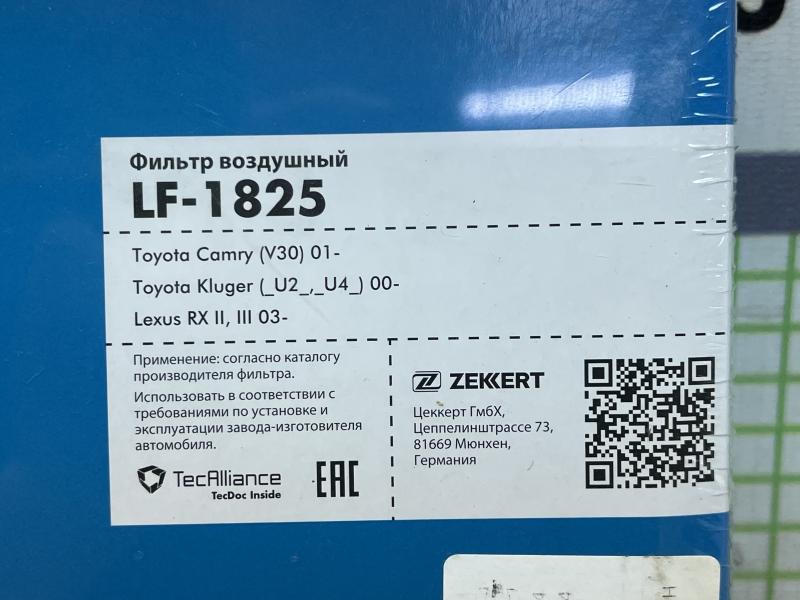 Фильтр воздушный
LF-1825
Toyota Camry (V30) 01-
Toyota Kluger (_U2_,_U4_) 00-
Lexus RX II, III 03-
Применение: согласно каталогу
производителя фильтра.
Использовать в соответствии с
требованиями по установке и
эксплуатации завода-изготовителя
автомобиля.
TecAlliance
TecDoc Inside
EAC
ZEKKERT
Цеккерт ГмбХ,
Цеппелинштрассе 73,
81669 Мюнхен,
Германия